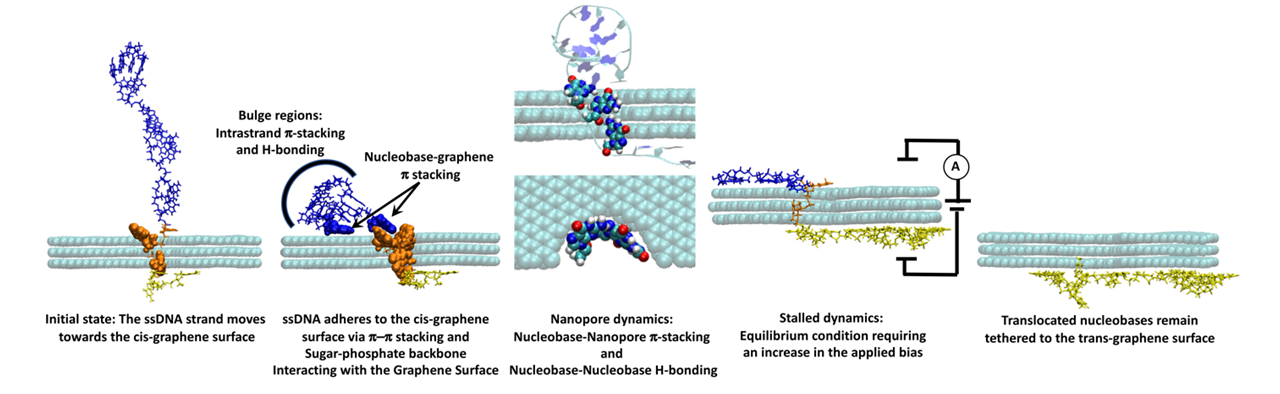 Bulge regions:
Intrastrand π-stacking
and H-bonding
Nucleobase-graphene
π stacking
A
Initial state: The ssDNA strand moves
towards the cis-graphene surface
ssDNA adheres to the cis-graphene
surface via π–π stacking and
Sugar-phosphate backbone
Interacting with the Graphene Surface
Nanopore dynamics:
Nucleobase-Nanopore π-stacking
and
Nucleobase-Nucleobase H-bonding
Stalled dynamics:
Equilibrium condition requiring
an increase in the applied bias
Translocated nucleobases remain
tethered to the trans-graphene surface